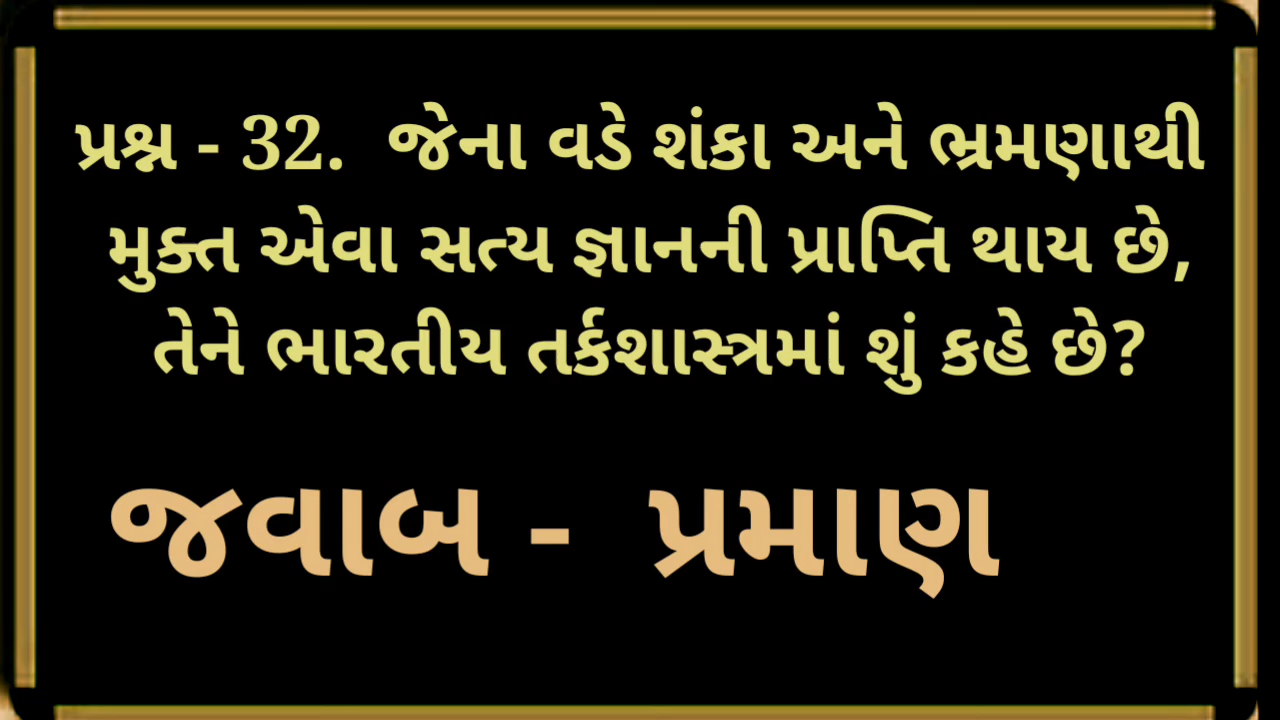 પ્રશ્ન - 32. જેના વડે શંકા અને ભ્રમણાથી
મુક્ત એવા સત્ય જ્ઞાનની પ્રાપ્તિ થાય છે,
તેને ભારતીય તર્કશાસ્ત્રમાં શું કહે છે?
જવાબ - પ્રમાણ